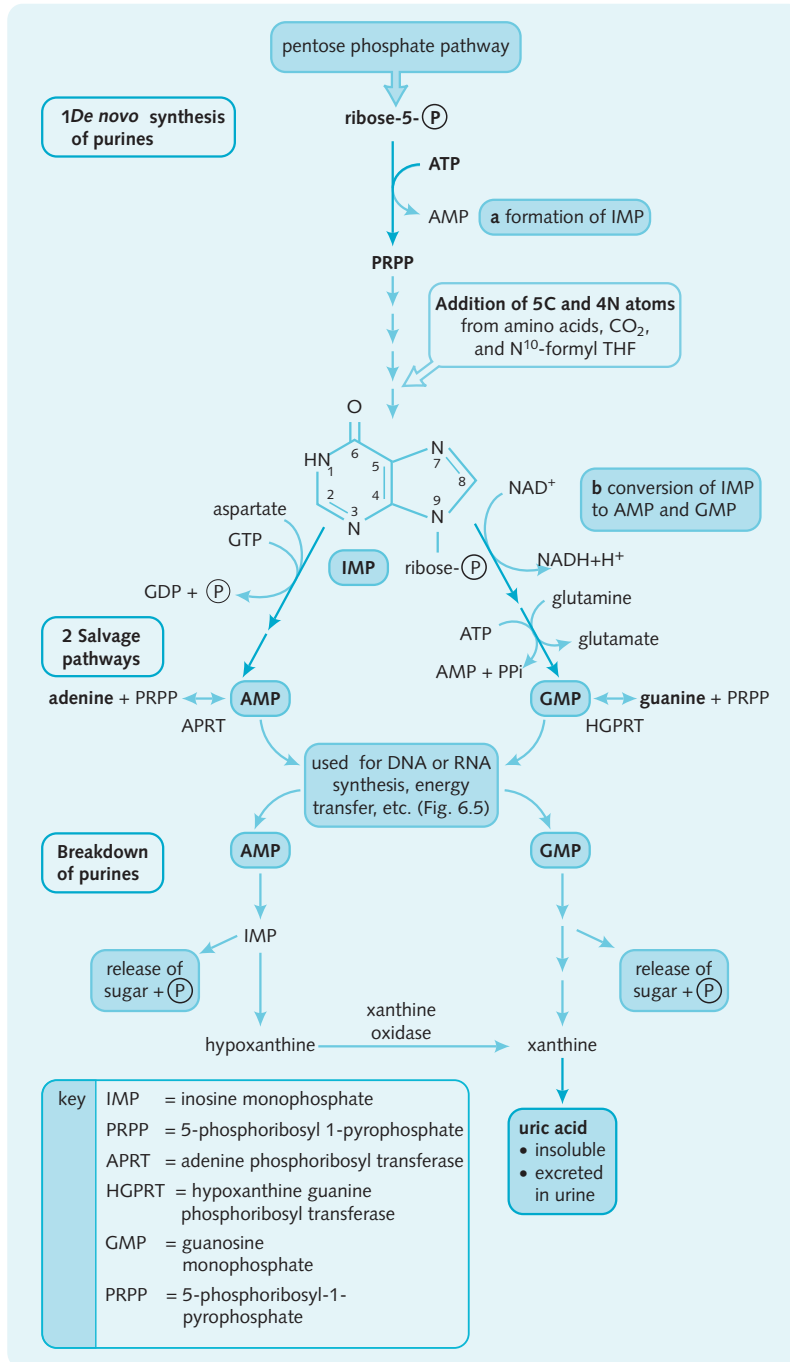 pentose phosphate pathway
1De novo synthesis
of purines
ribose-5-P
ATP
AMP
a formation of IMP
PRPP
Addition of 5C and 4N atoms
from amino acids, CO₂,
and N¹⁰-formyl THF
O
HN
1
2
3
4
5
6
7
8
9
N
N
N
ribose-P
IMP
aspartate
GTP
GDP + P
NAD⁺
NADH+H⁺
b conversion of IMP
to AMP and GMP
glutamine
ATP
glutamate
AMP + PPi
2 Salvage
pathways
adenine + PRPP
APRT
AMP
GMP
guanine + PRPP
HGPRT
used for DNA or RNA
synthesis, energy
transfer, etc. (Fig. 6.5)
Breakdown
of purines
AMP
GMP
IMP
release of
sugar + P
release of
sugar + P
hypoxanthine
xanthine
oxidase
xanthine
uric acid
• insoluble
• excreted
in urine
key
IMP = inosine monophosphate
PRPP = 5-phosphoribosyl 1-pyrophosphate
APRT = adenine phosphoribosyl transferase
HGPRT = hypoxanthine guanine
phosphoribosyl transferase
GMP = guanosine
monophosphate
PRPP = 5-phosphoribosyl-1-
pyrophosphate